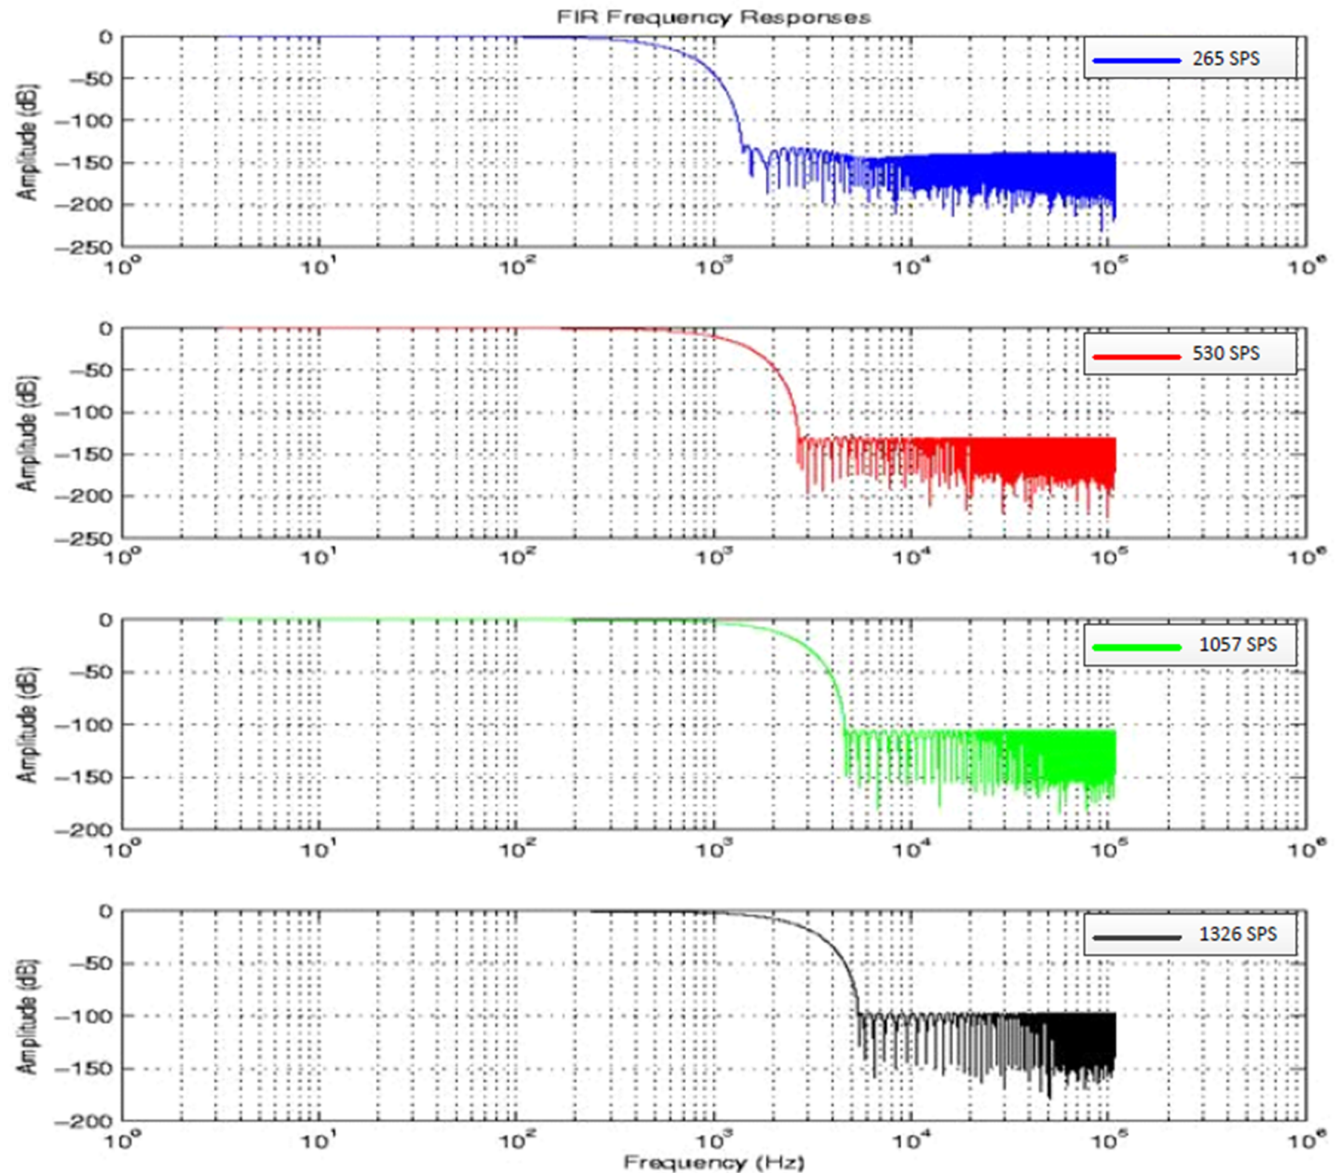 FIR Frequency Responses
265 SPS
Amplitude (dB)
0
−50
−100
−150
−200
−250
10⁰ 10¹ 10² 10³ 10⁴ 10⁵ 10⁶
530 SPS
Amplitude (dB)
0
−50
−100
−150
−200
−250
10⁰ 10¹ 10² 10³ 10⁴ 10⁵ 10⁶
1057 SPS
Amplitude (dB)
0
−50
−100
−150
−200
10⁰ 10¹ 10² 10³ 10⁴ 10⁵ 10⁶
1326 SPS
Amplitude (dB)
0
−50
−100
−150
−200
10⁰ 10¹ 10² 10³ 10⁴ 10⁵ 10⁶
Frequency (Hz)